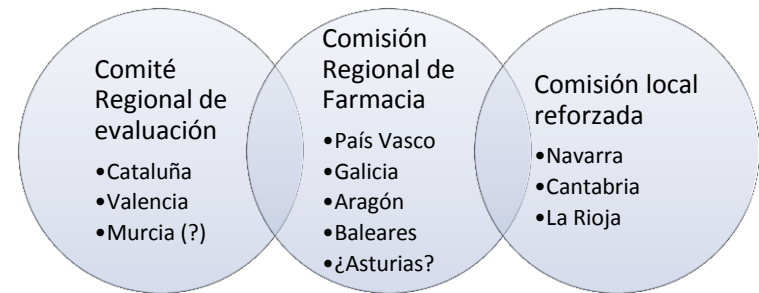 Comité
Regional de
evaluación
•Cataluña
•Valencia
•Murcia (?)
Comisión
Regional de
Farmacia
•País Vasco
•Galicia
•Aragón
•Baleares
•¿Asturias?
Comisión local
reforzada
•Navarra
•Cantabria
•La Rioja